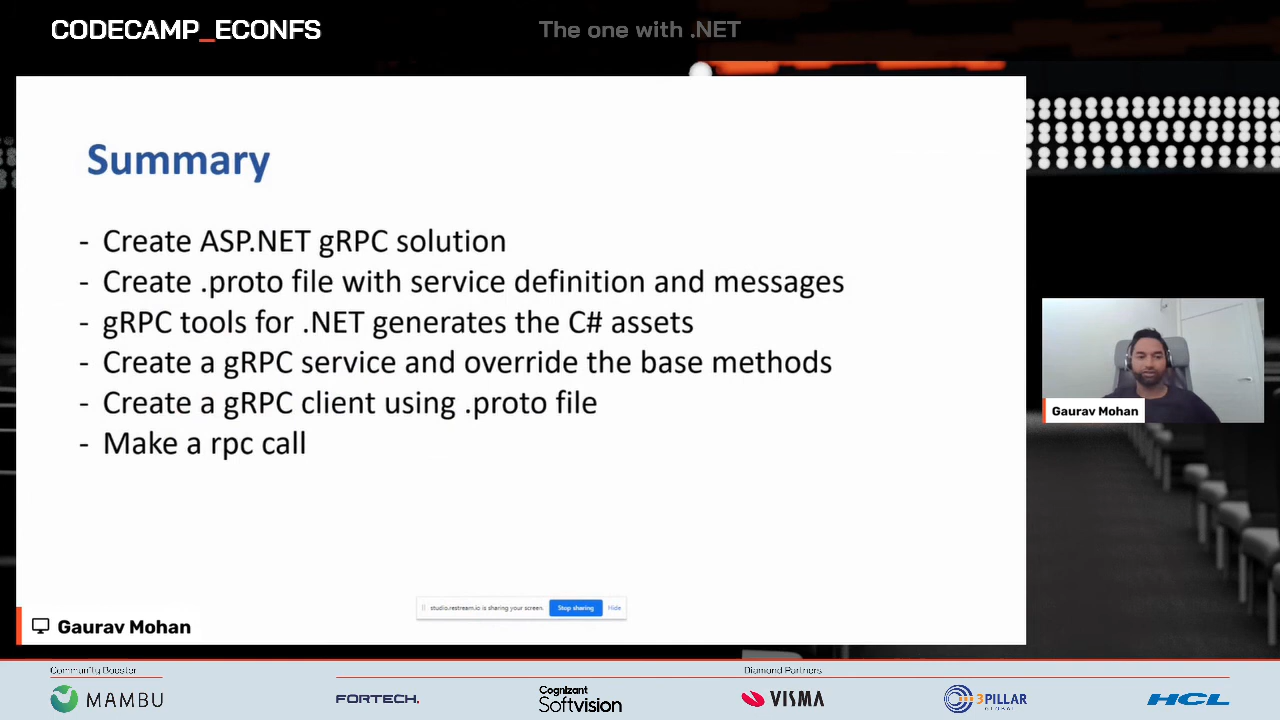 CODECAMP_ECONFS
The one with .NET
Summary
- Create ASP.NET gRPC solution
- Create .proto file with service definition and messages
- gRPC tools for .NET generates the C# assets
- Create a gRPC service and override the base methods
- Create a gRPC client using .proto file
- Make a rpc call
Gaurav Mohan
studio.restream.io is sharing your screen. Stop sharing Hide
Gaurav Mohan
Community Booster
Diamond Partners
MAMBU
FORTECH.
Cognizant
Softvision
VISMA
3PILLAR
GLOBAL
HCL